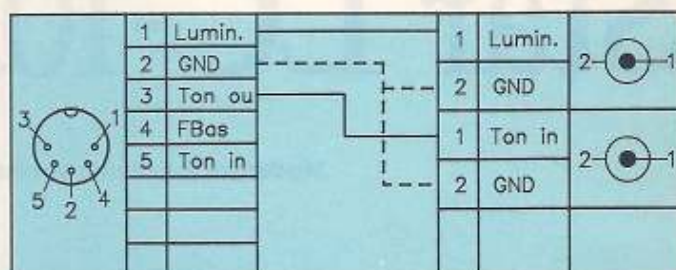 1 Lumin.
2 GND
3 Ton ou
4 FBas
5 Ton in
3 1
5 2 4
1 Lumin.
2 GND
1 Ton in
2 GND
2 1
2 1